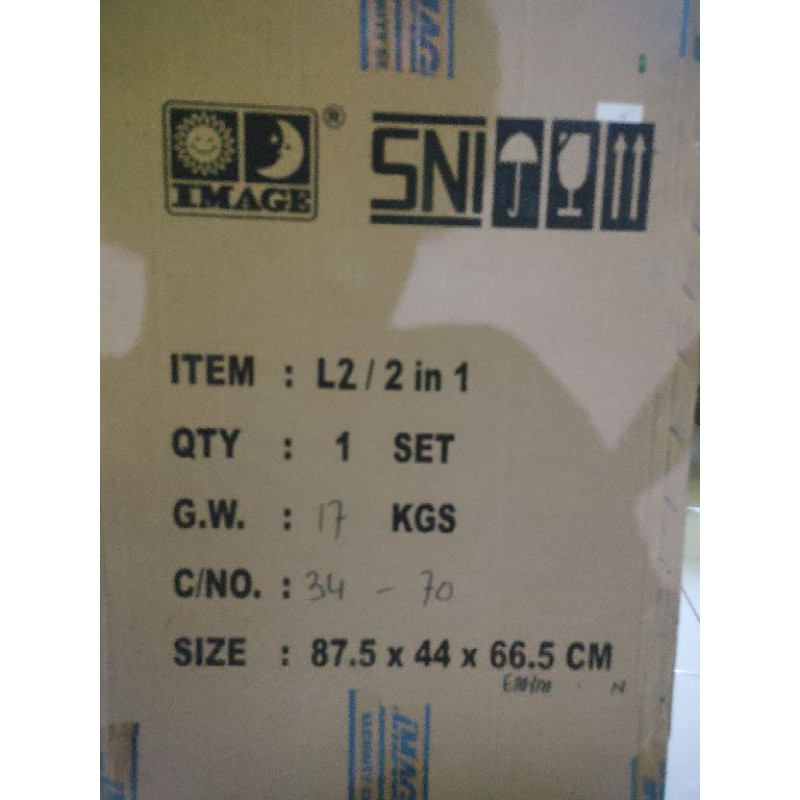 IMAGE ® SNI
ITEM : L2 / 2 in 1
QTY : 1 SET
G.W. : 17 KGS
C/NO. : 34 - 70
SIZE : 87.5 x 44 x 66.5 CM